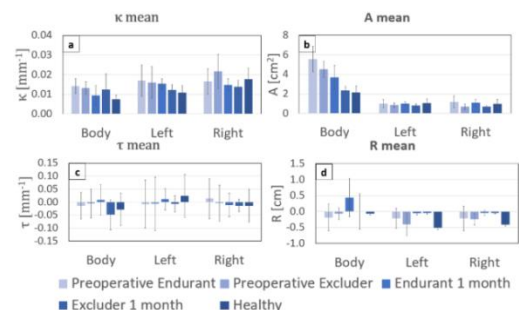 κ mean
A mean
a
b
κ [mm⁻¹]
0.04
0.03
0.02
0.01
0.00
A [cm²]
8
6
4
2
0
Body Left Right
Body Left Right
τ mean
R mean
c
d
τ [mm⁻¹]
0.15
0.10
0.05
0.00
-0.05
-0.10
-0.15
R [cm]
1.5
1.0
0.5
0.0
-0.5
-1.0
Body Left Right
Body Left Right
Preoperative Endurant Preoperative Excluder Endurant 1 month
Excluder 1 month Healthy